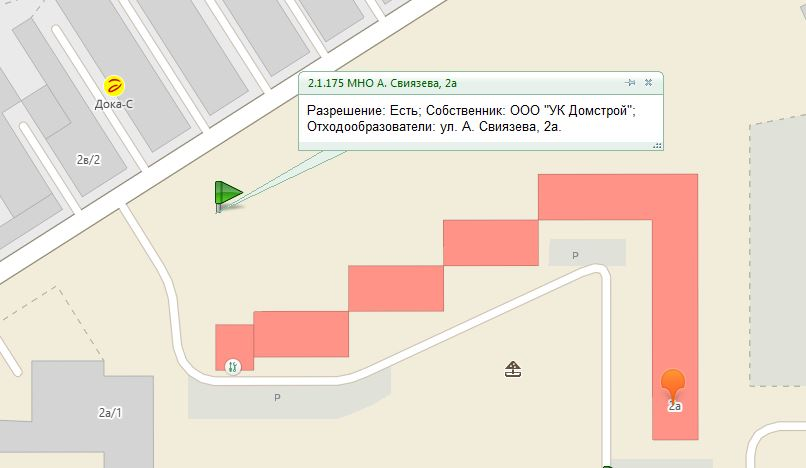 2.1.175 МНО А. Свиязева, 2а
Разрешение: Есть; Собственник: ООО "УК Домстрой";
Отходообразователи: ул. А. Свиязева, 2а.
Дока-С
2в/2
P
P
2а
2а/1